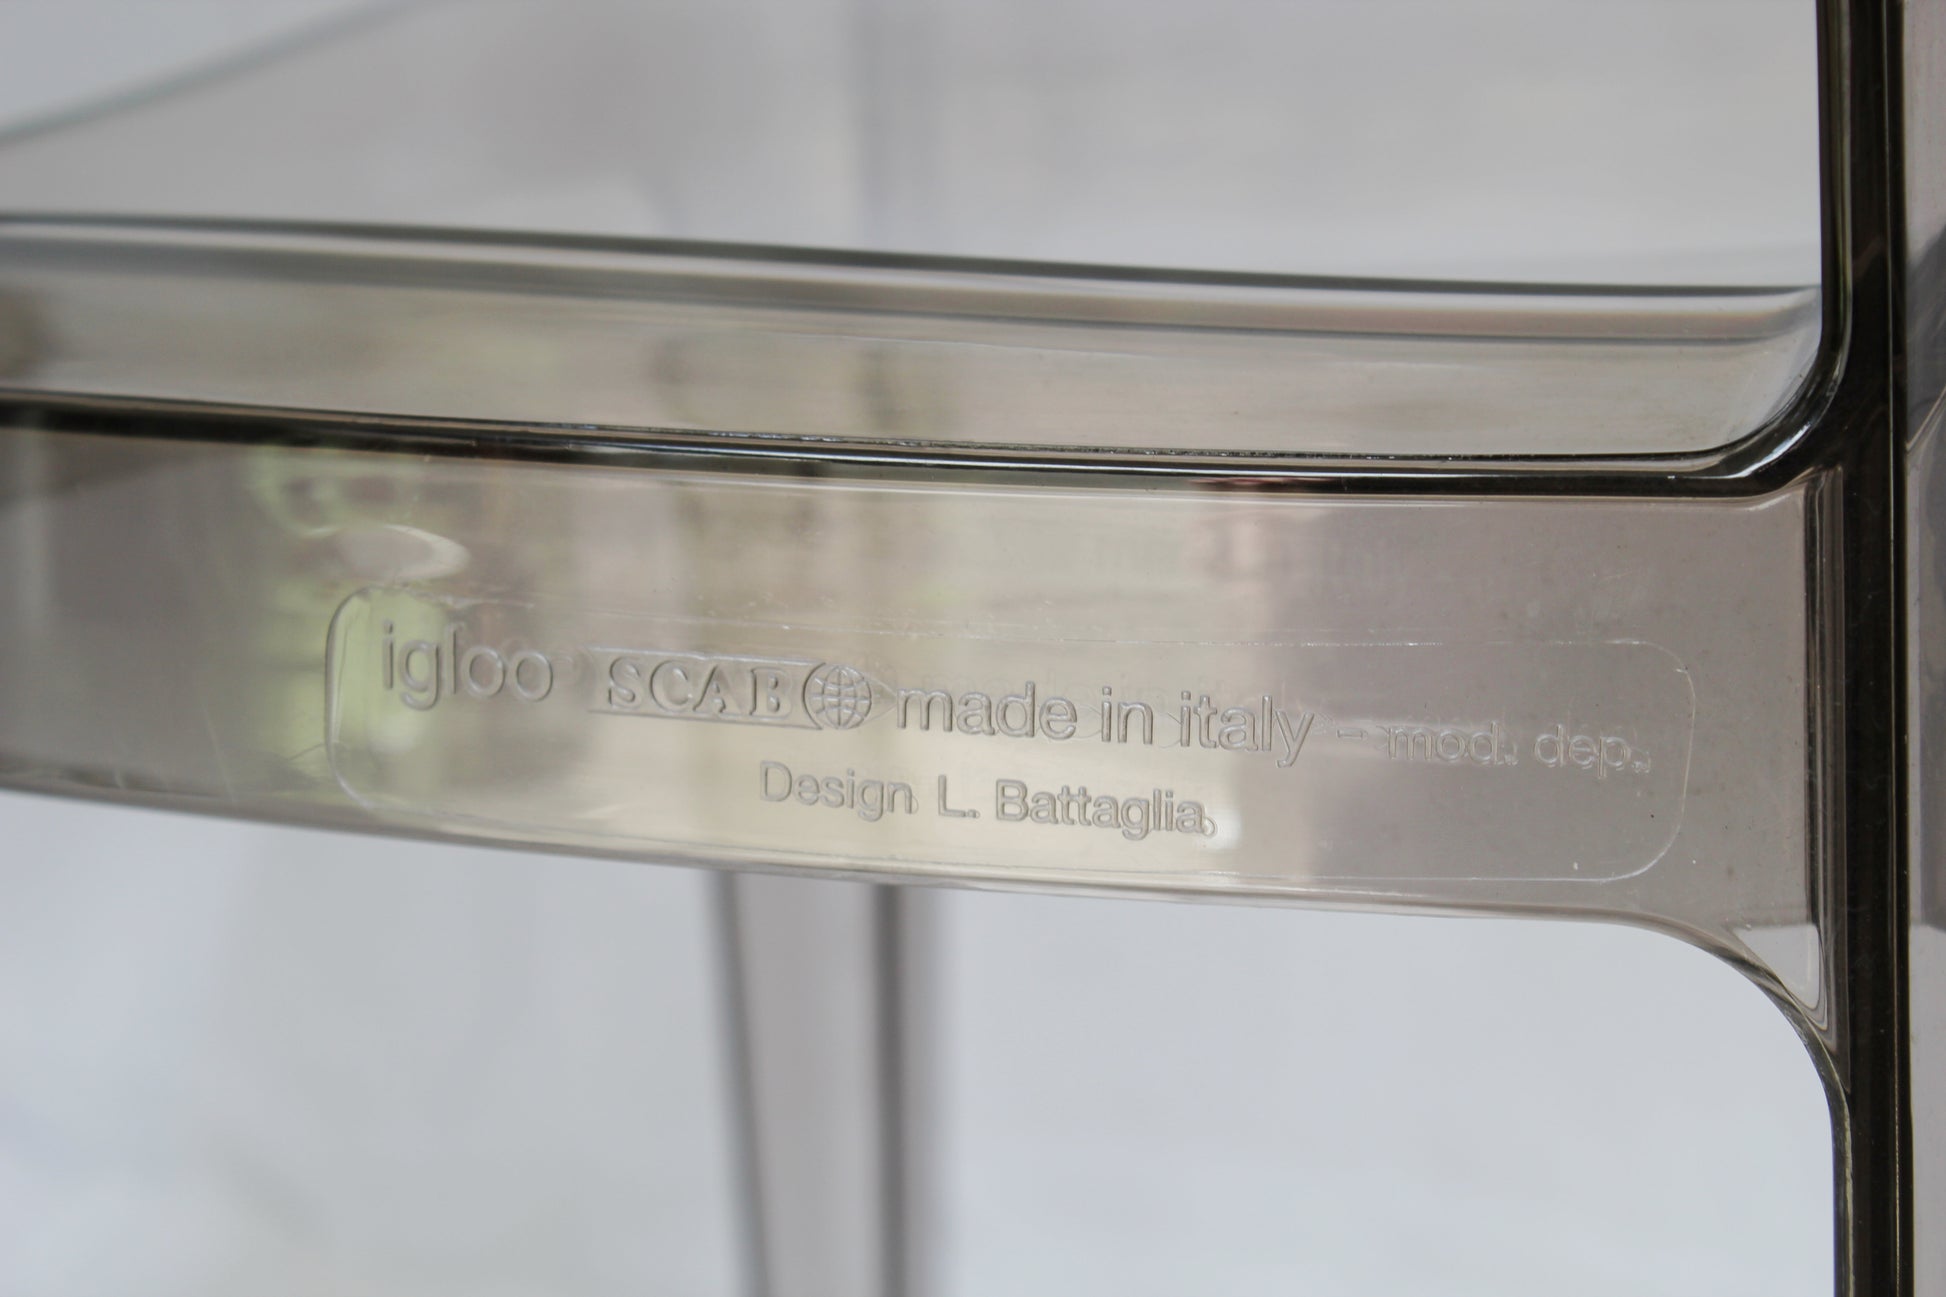 igloo SCAB made in italy - mod. dep.
Design L. Battaglia